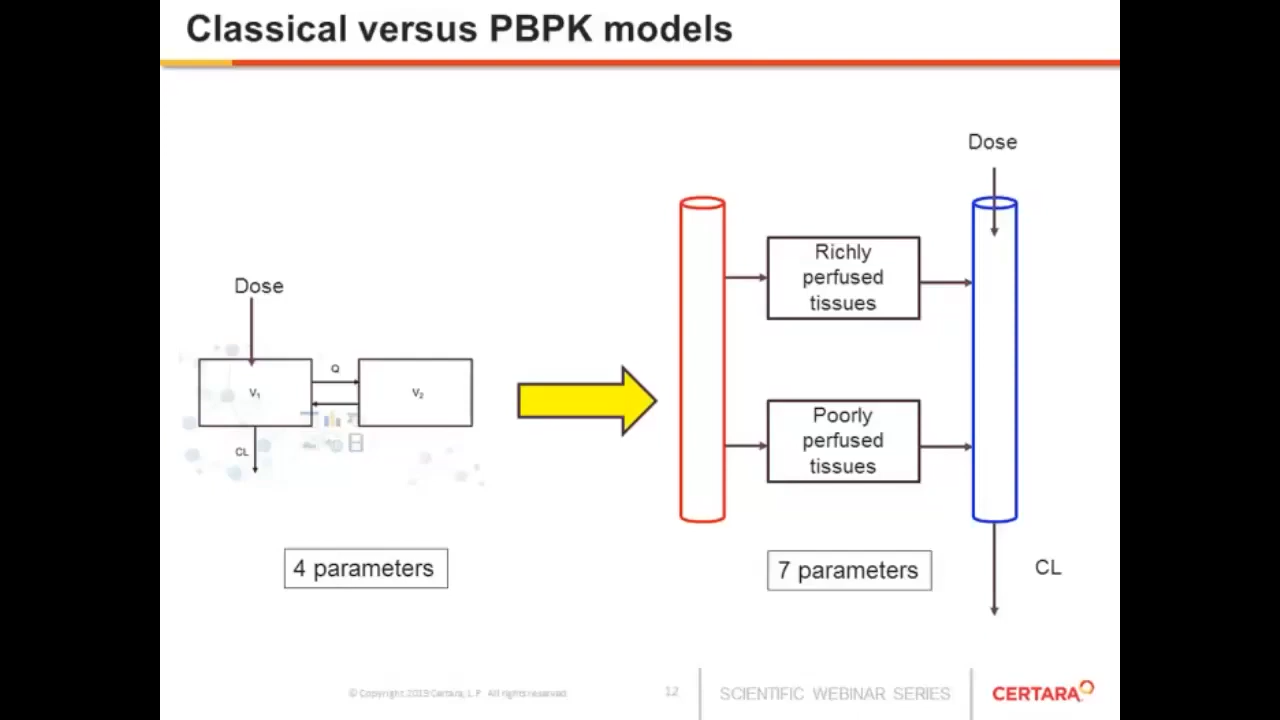 Classical versus PBPK models
Dose
V1
Q
V2
CL
4 parameters
Dose
Richly
perfused
tissues
Poorly
perfused
tissues
7 parameters
CL
© Copyright 2013 Certara, L.P. All rights reserved.
12
SCIENTIFIC WEBINAR SERIES
CERTARA